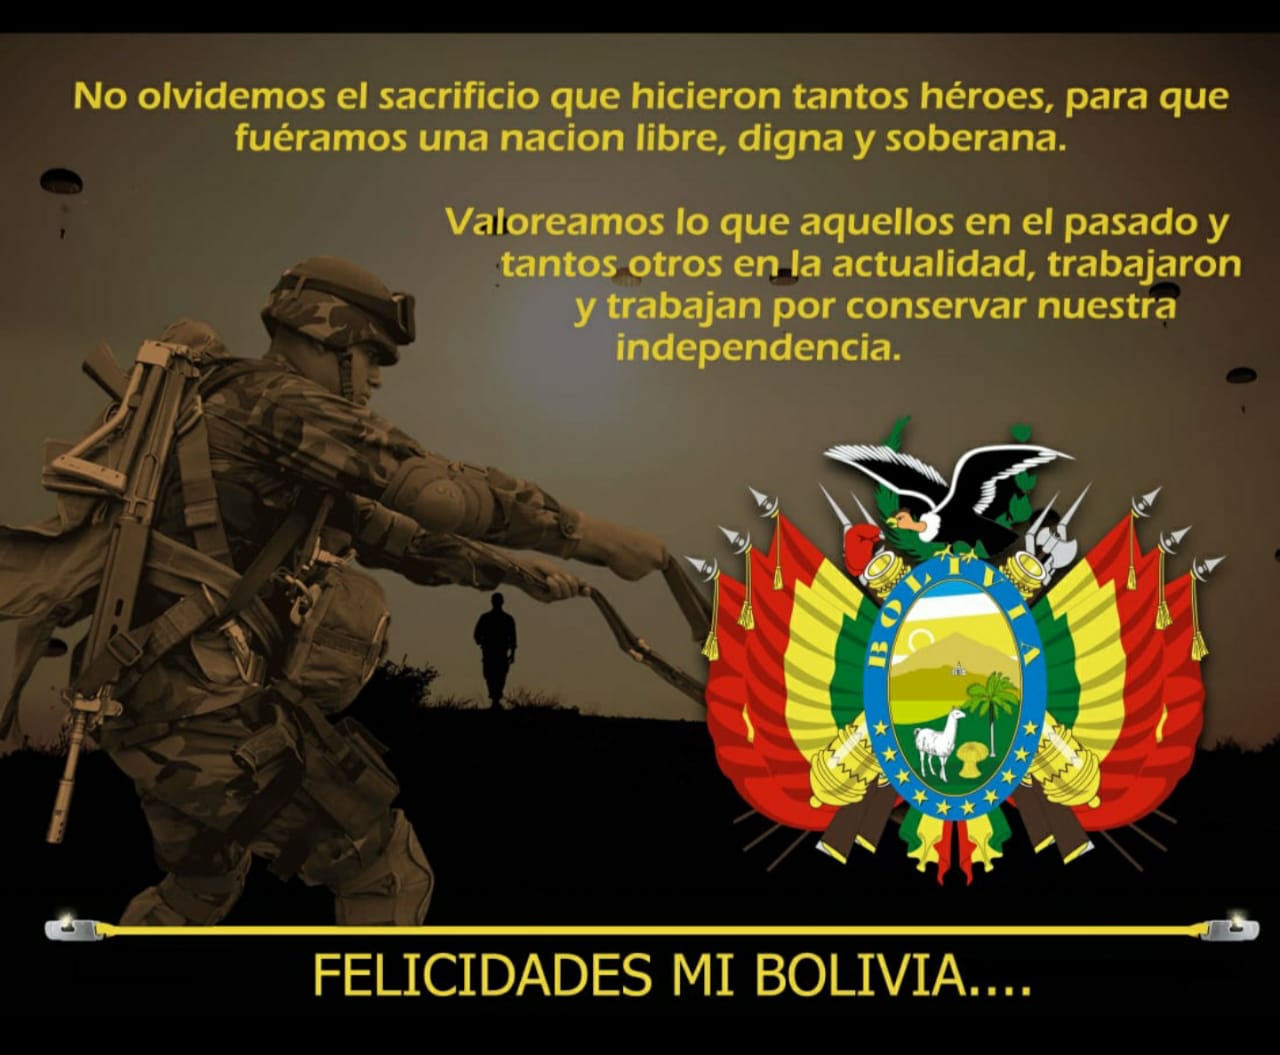 No olvidemos el sacrificio que hicieron tantos héroes, para que
fuéramos una nacion libre, digna y soberana.
Valoreamos lo que aquellos en el pasado y
tantos otros en la actualidad, trabajaron
y trabajan por conservar nuestra
independencia.
BOLIVIA
FELICIDADES MI BOLIVIA....